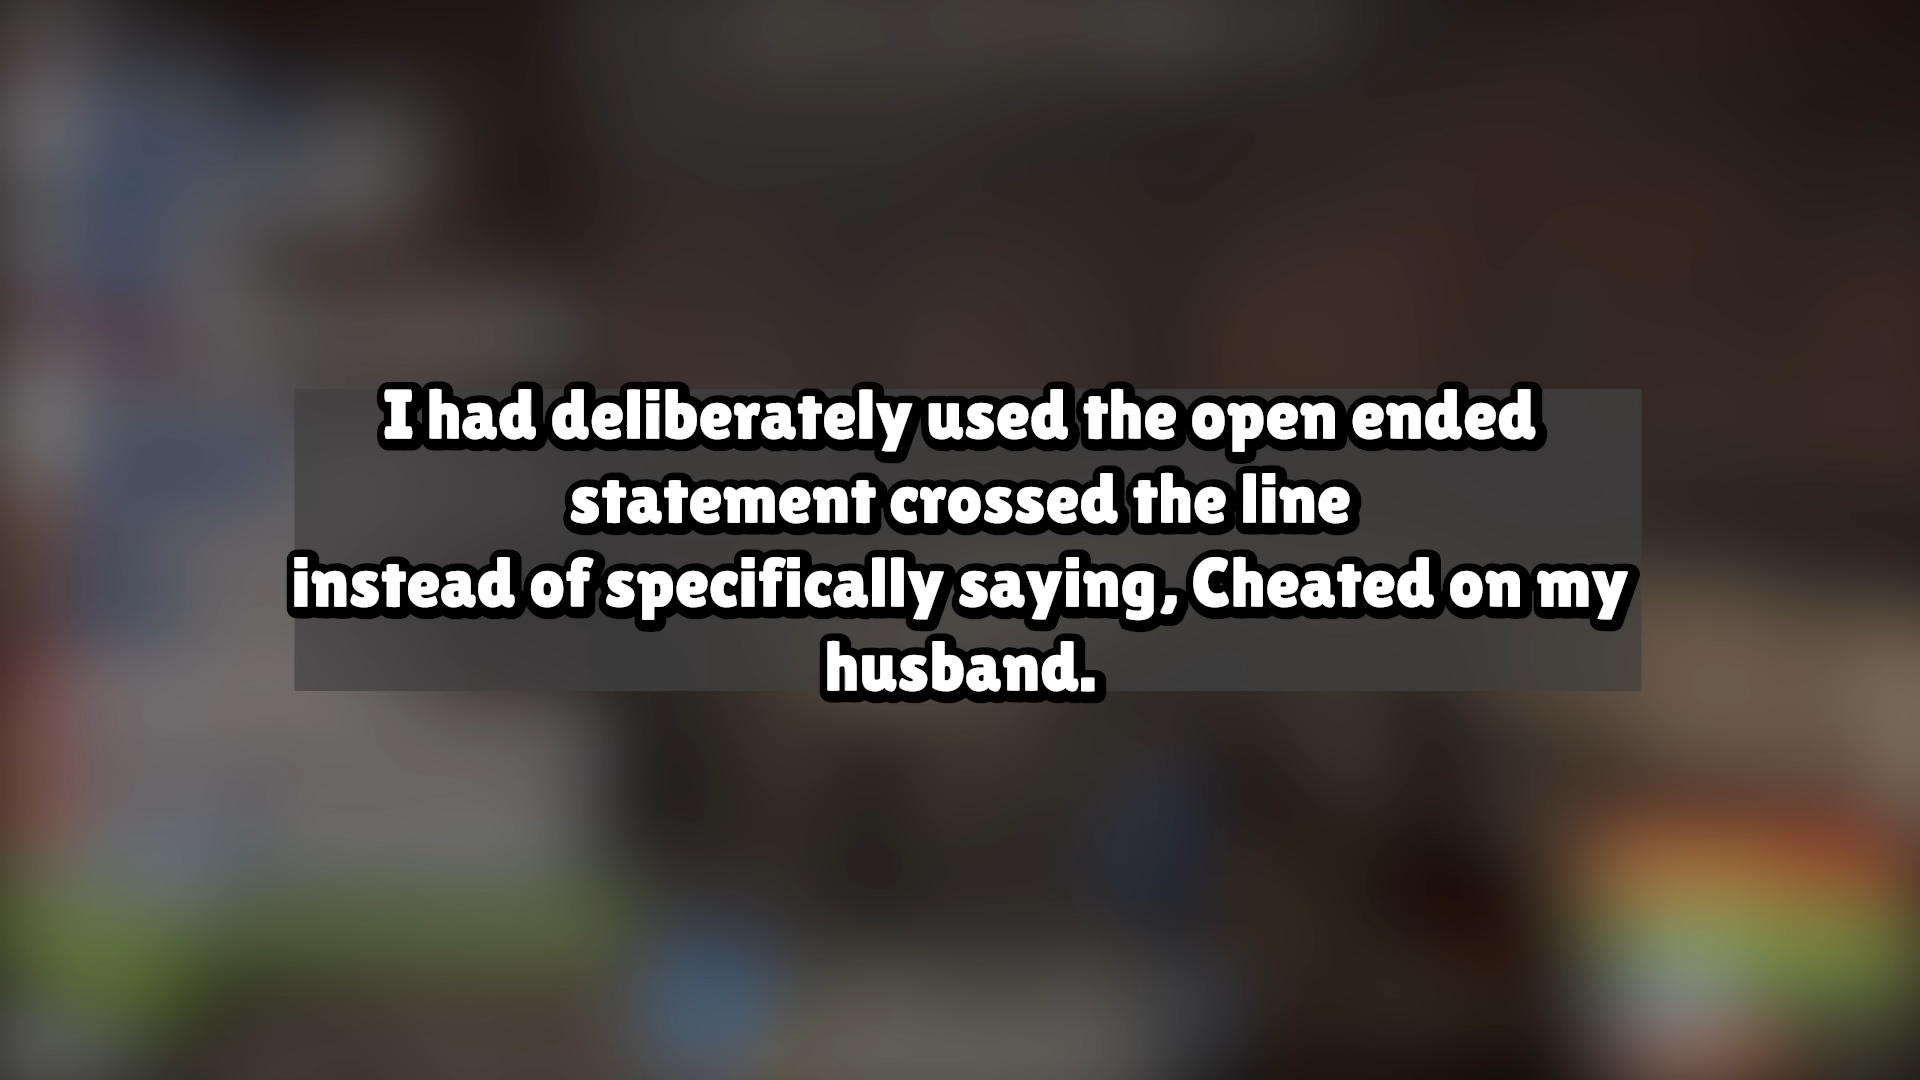 I had deliberately used the open ended
statement crossed the line
instead of specifically saying, Cheated on my
husband.